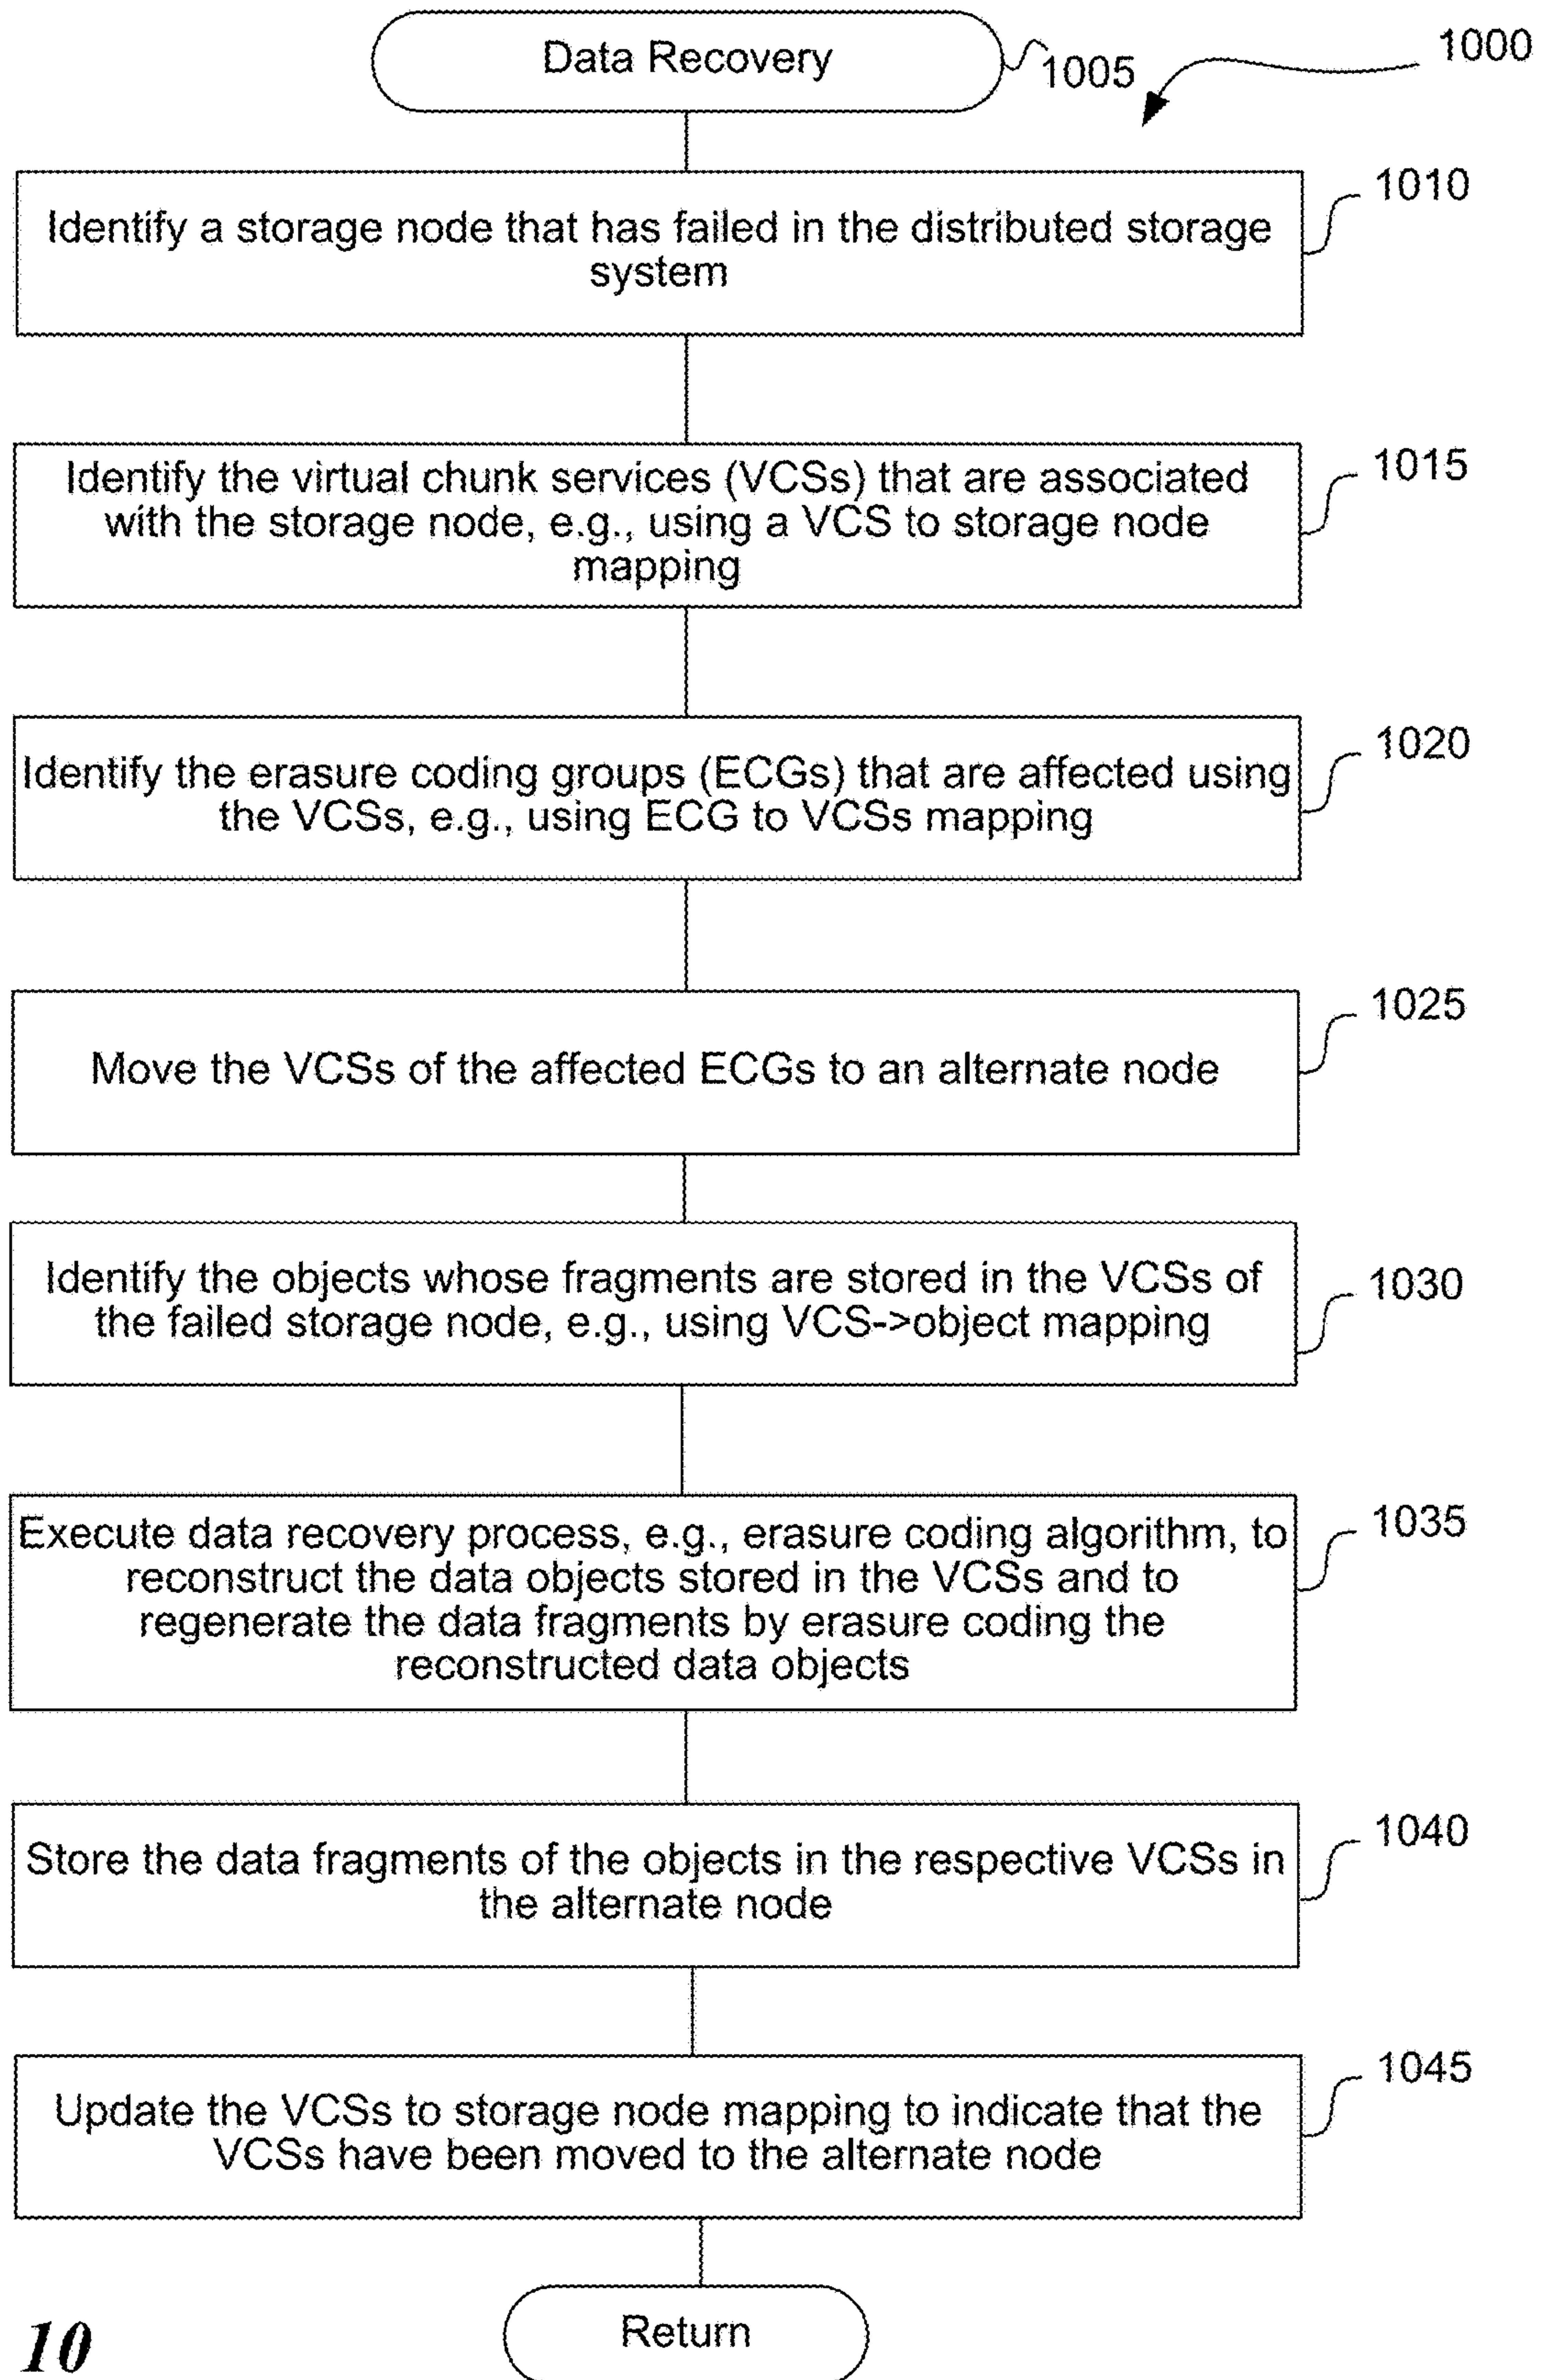 Data Recovery
1005
1000
Identify a storage node that has failed in the distributed storage
system
1010
Identify the virtual chunk services (VCSs) that are associated
with the storage node, e.g., using a VCS to storage node
mapping
1015
Identify the erasure coding groups (ECGs) that are affected using
the VCSs, e.g., using ECG to VCSs mapping
1020
Move the VCSs of the affected ECGs to an alternate node
1025
Identify the objects whose fragments are stored in the VCSs of
the failed storage node, e.g., using VCS->object mapping
1030
Execute data recovery process, e.g., erasure coding algorithm, to
reconstruct the data objects stored in the VCSs and to
regenerate the data fragments by erasure coding the
reconstructed data objects
1035
Store the data fragments of the objects in the respective VCSs in
the alternate node
1040
Update the VCSs to storage node mapping to indicate that the
VCSs have been moved to the alternate node
1045
Return
10